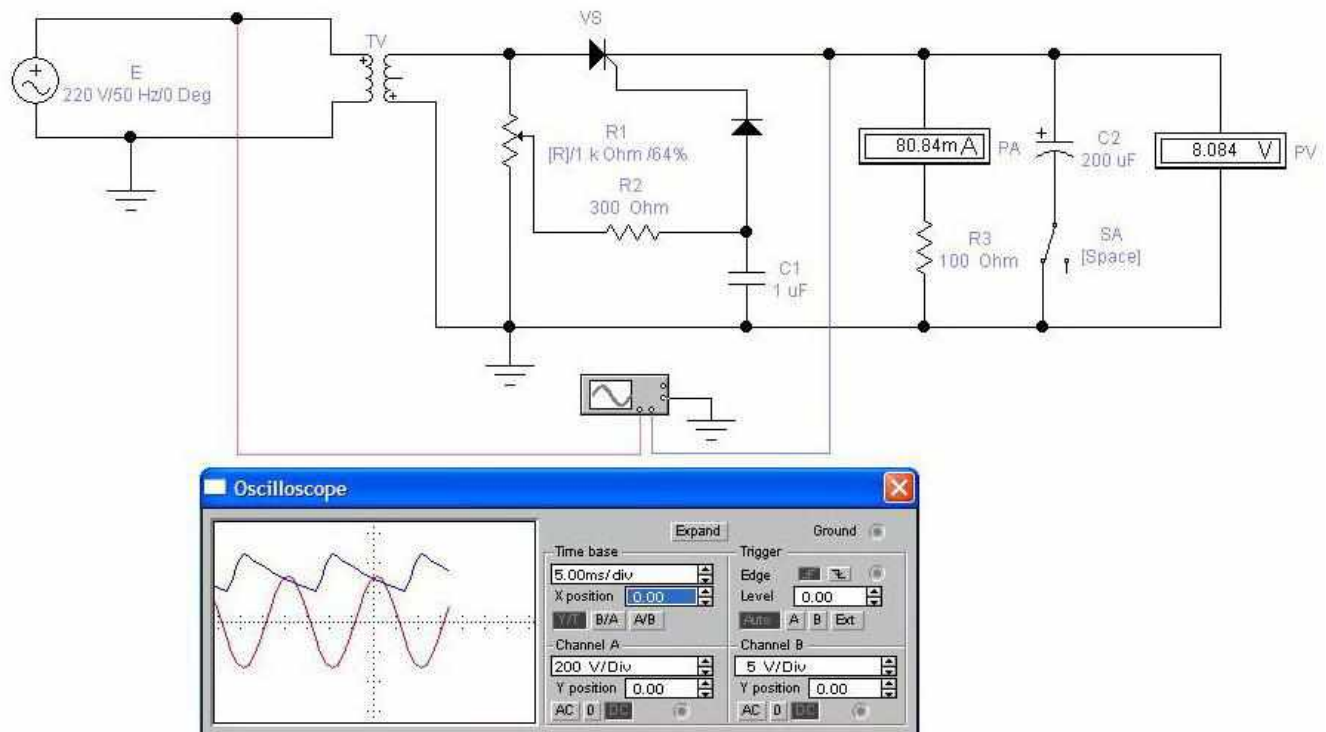 VS
TV
E
220 V/50 Hz/0 Deg
R1
[R]/1 k Ohm /64%
R2
300 Ohm
80.84m A
PA
C2
200 uF
8.084 V
PV
R3
100 Ohm
SA
[Space]
C1
1 uF
Oscilloscope
Expand
Ground
Time base
5.00ms/div
X position 0.00
Y/T B/A A/B
Trigger
Edge
Level 0.00
Auto A B Ext
Channel A
200 V/Div
Y position 0.00
AC 0 DC
Channel B
5 V/Div
Y position 0.00
AC 0 DC